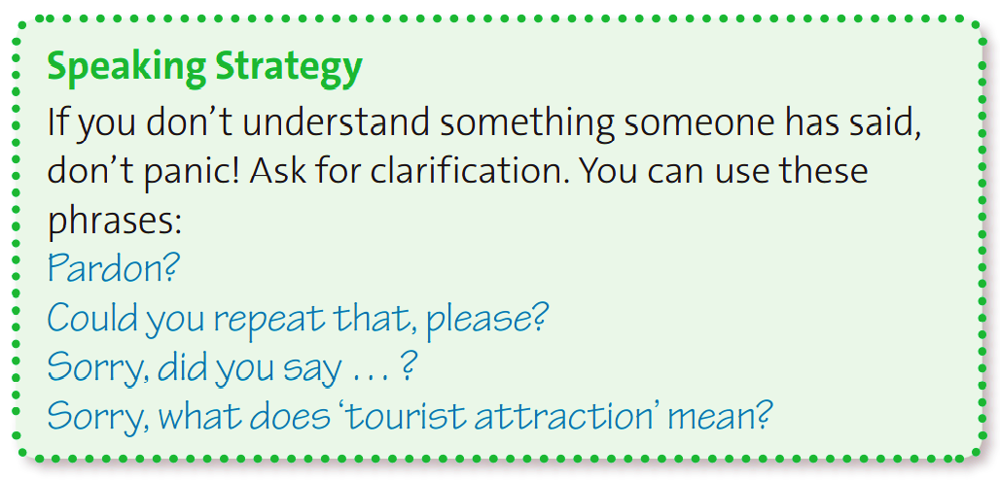 Speaking Strategy
If you don’t understand something someone has said,
don’t panic! Ask for clarification. You can use these
phrases:
Pardon?
Could you repeat that, please?
Sorry, did you say … ?
Sorry, what does ‘tourist attraction’ mean?